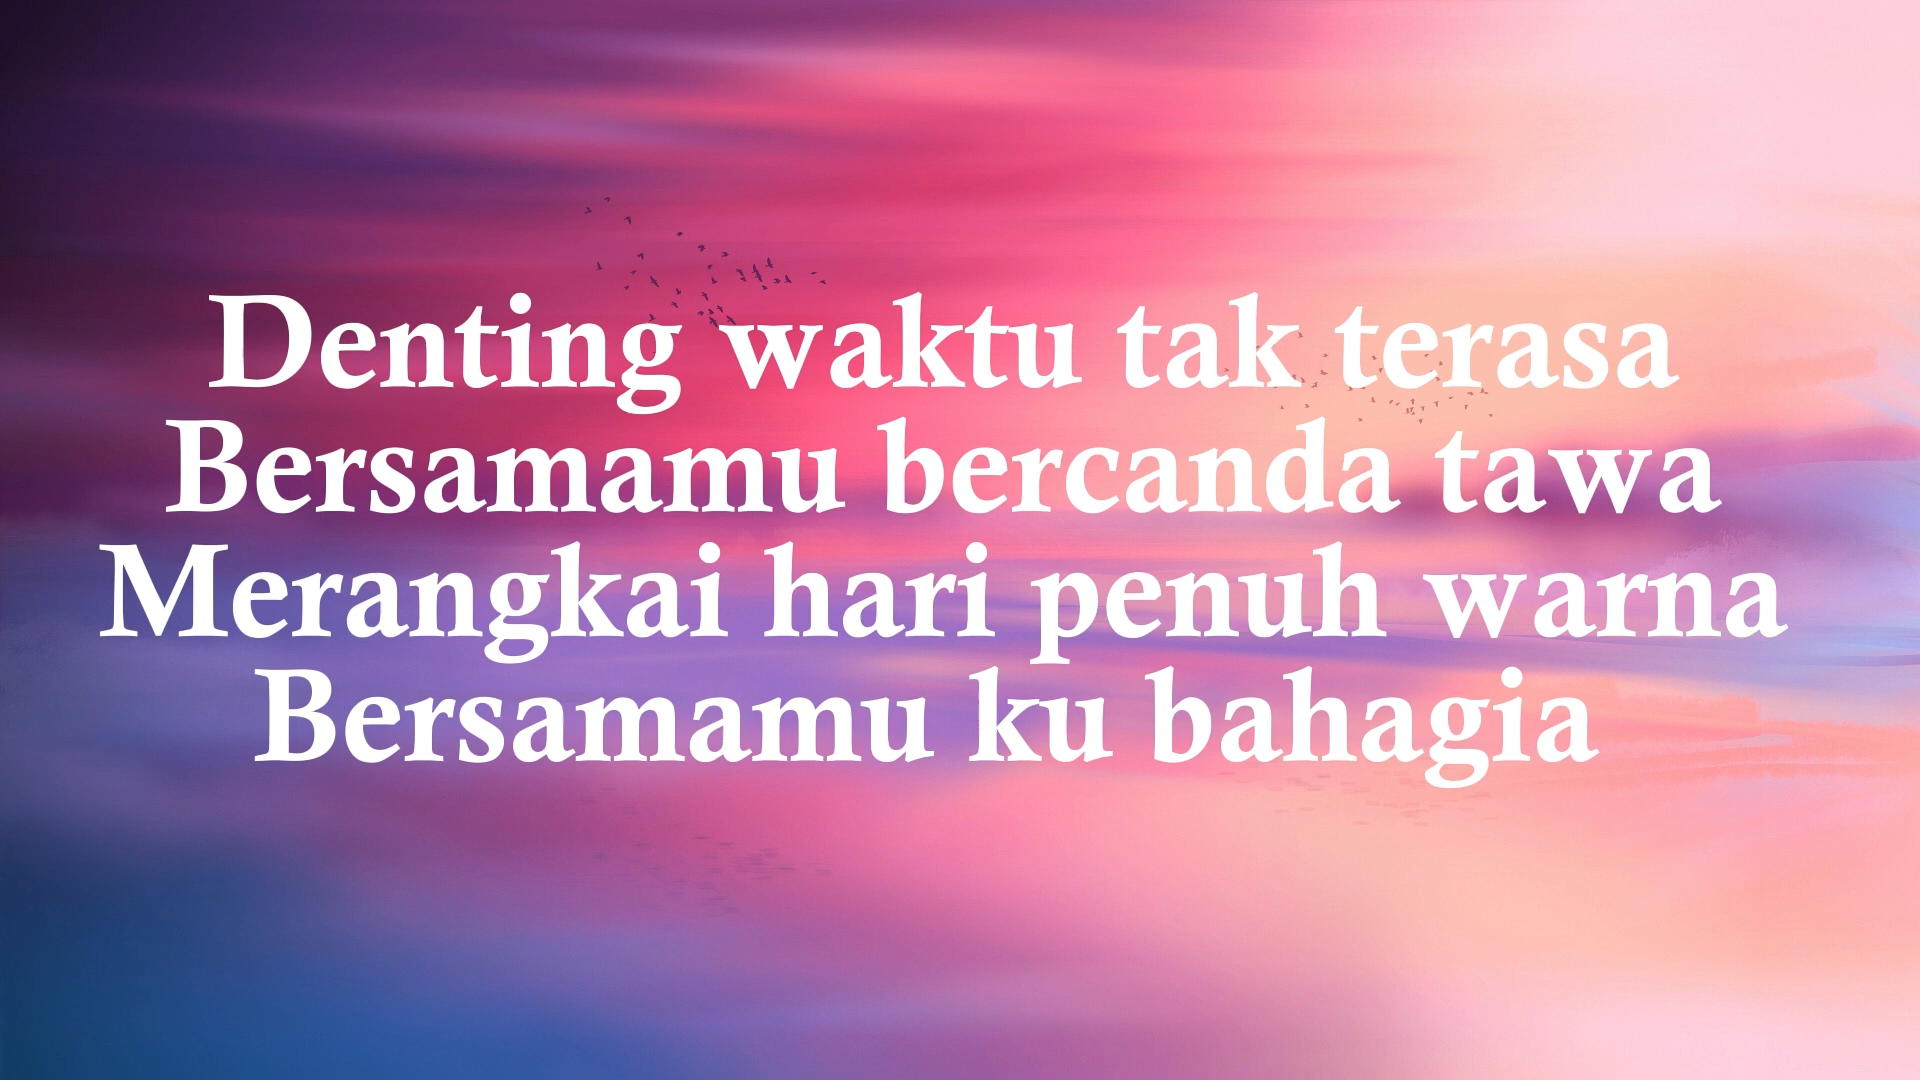 Denting waktu tak terasa
Bersamamu bercanda tawa
Merangkai hari penuh warna
Bersamamu ku bahagia